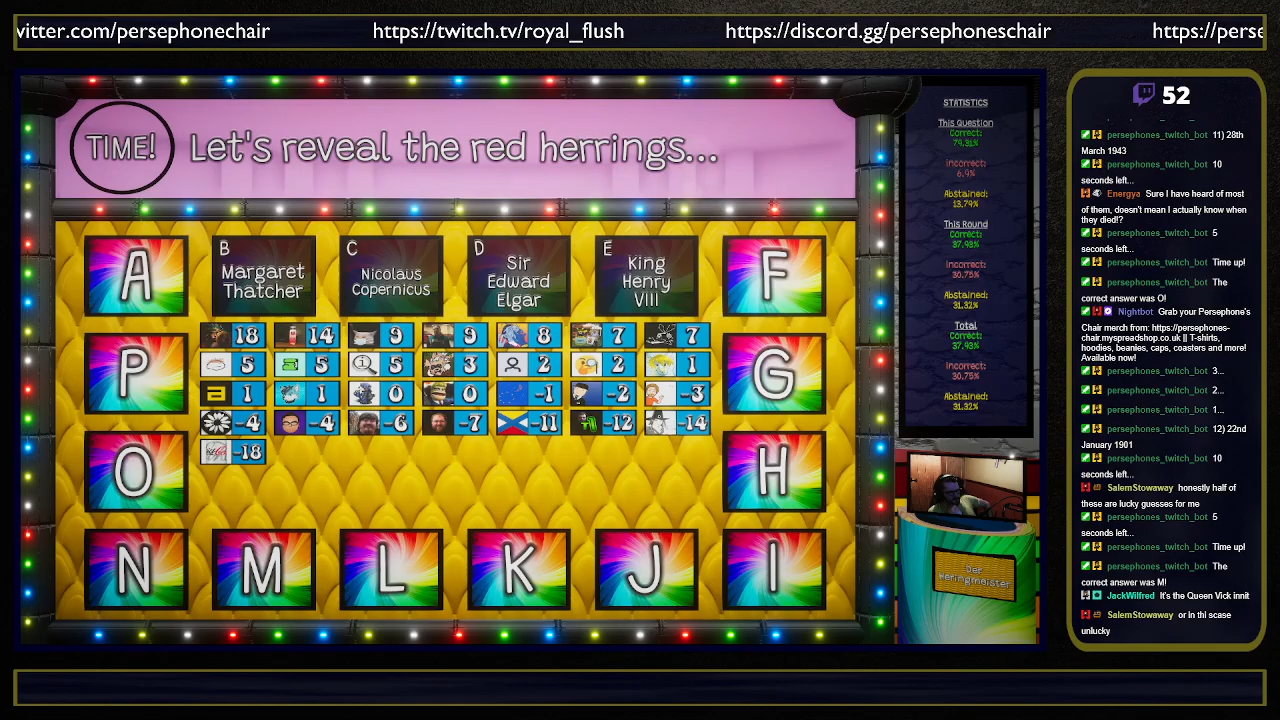 vitter.com/persephonechair https://twitch.tv/royal_flush https://discord.gg/persephoneschair https://perse
52
TIME! Let's reveal the red herrings...
A
B Margaret Thatcher
C Nicolaus Copernicus
D Sir Edward Elgar
E King Henry VIII
F
P
G
O
H
N
M
L
K
J
I
18 14 9 9 8 7 7
5 5 5 3 2 2 1
1 1 0 0 -1 -2 -3
-4 -4 -6 -7 -11 -12 -14
-18
STATISTICS
This Question
Correct:
79.31%
Incorrect:
6.9%
Abstained:
13.79%
This Round
Correct:
37.93%
Incorrect:
30.75%
Abstained:
31.32%
Total
Correct:
37.93%
Incorrect:
30.75%
Abstained:
31.32%
Der
Heringmeister
persephones_twitch_bot 11) 28th
March 1943
persephones_twitch_bot 10
seconds left...
Energya Sure I have heard of most
of them, doesn't mean I actually know when
they died!?
persephones_twitch_bot 5
seconds left...
persephones_twitch_bot Time up!
persephones_twitch_bot The
correct answer was O!
Nightbot Grab your Persephone's
Chair merch from: https://persephones-
chair.myspreadshop.co.uk || T-shirts,
hoodies, beanies, caps, coasters and more!
Available now!
persephones_twitch_bot 3...
persephones_twitch_bot 2...
persephones_twitch_bot 1...
persephones_twitch_bot 12) 22nd
January 1901
persephones_twitch_bot 10
seconds left...
SalemStowaway honestly half of
these are lucky guesses for me
persephones_twitch_bot 5
seconds left...
persephones_twitch_bot Time up!
persephones_twitch_bot The
correct answer was M!
JackWilfred It's the Queen Vick innit
SalemStowaway or in thi scase
unlucky